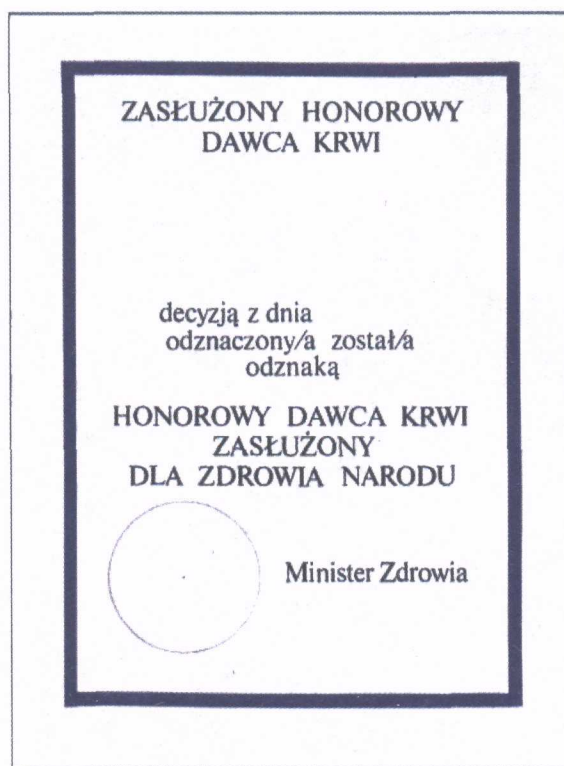 ZASŁUŻONY HONOROWY
DAWCA KRWI
decyzją z dnia
odznaczony/a został/a
odznaką
HONOROWY DAWCA KRWI
ZASŁUŻONY
DLA ZDROWIA NARODU
Minister Zdrowia